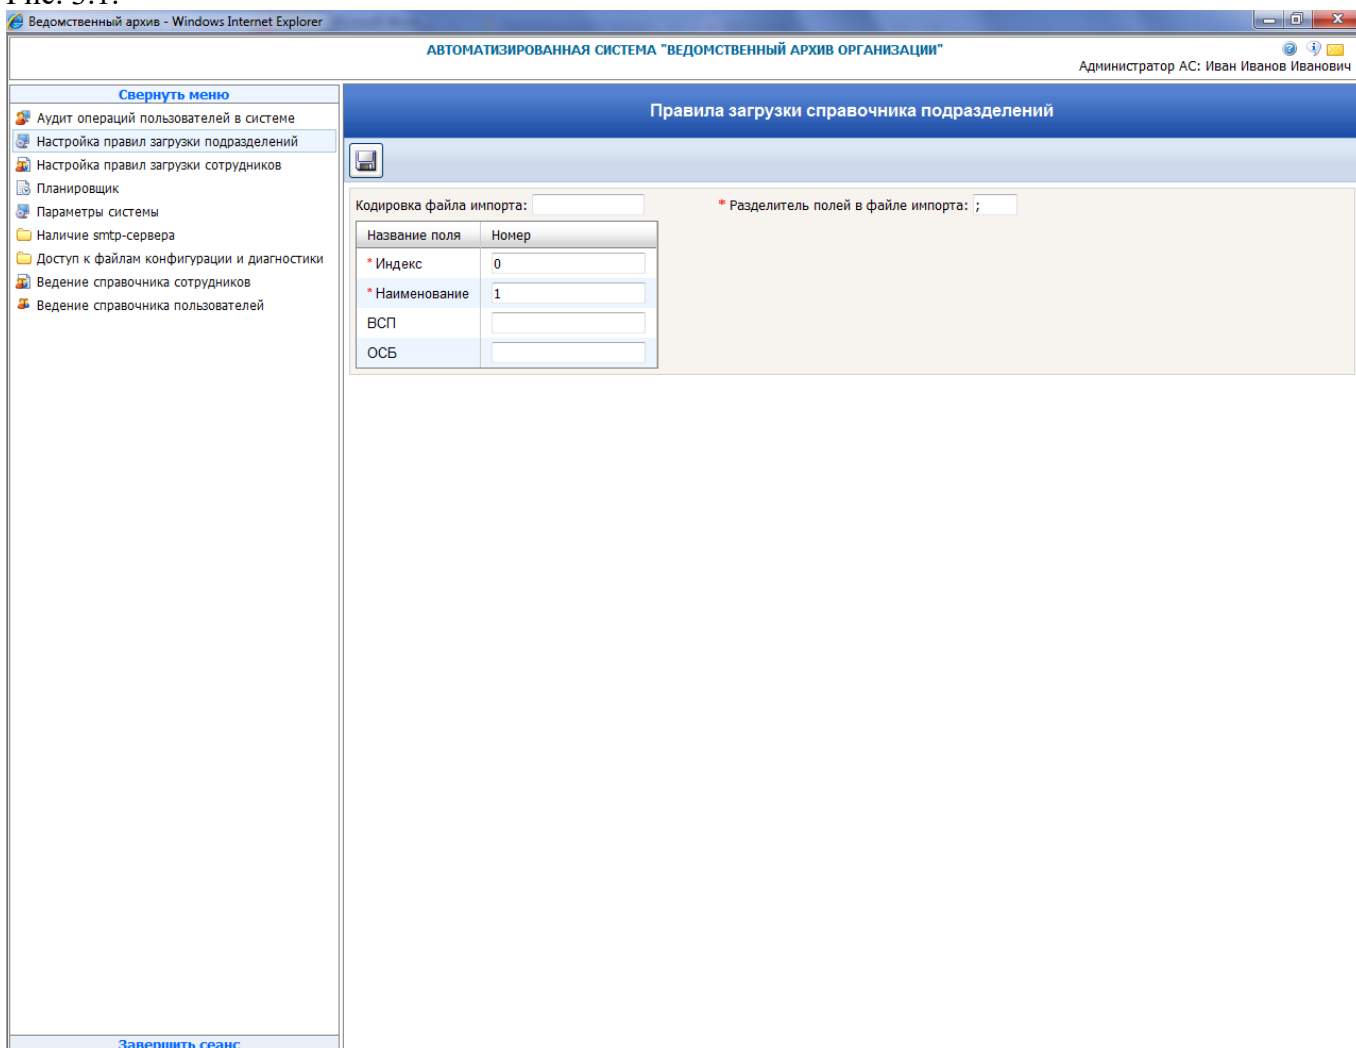 Рис. 3.1.
Ведомственный архив - Windows Internet Explorer
АВТОМАТИЗИРОВАННАЯ СИСТЕМА "ВЕДОМСТВЕННЫЙ АРХИВ ОРГАНИЗАЦИИ"
Администратор АС: Иван Иванов Иванович
Свернуть меню
Аудит операций пользователей в системе
Настройка правил загрузки подразделений
Настройка правил загрузки сотрудников
Планировщик
Параметры системы
Наличие smtp-сервера
Доступ к файлам конфигурации и диагностики
Ведение справочника сотрудников
Ведение справочника пользователей
Завершить сеанс
Правила загрузки справочника подразделений
Кодировка файла импорта: * Разделитель полей в файле импорта: ;
Название поля Номер
* Индекс 0
* Наименование 1
ВСП
ОСБ